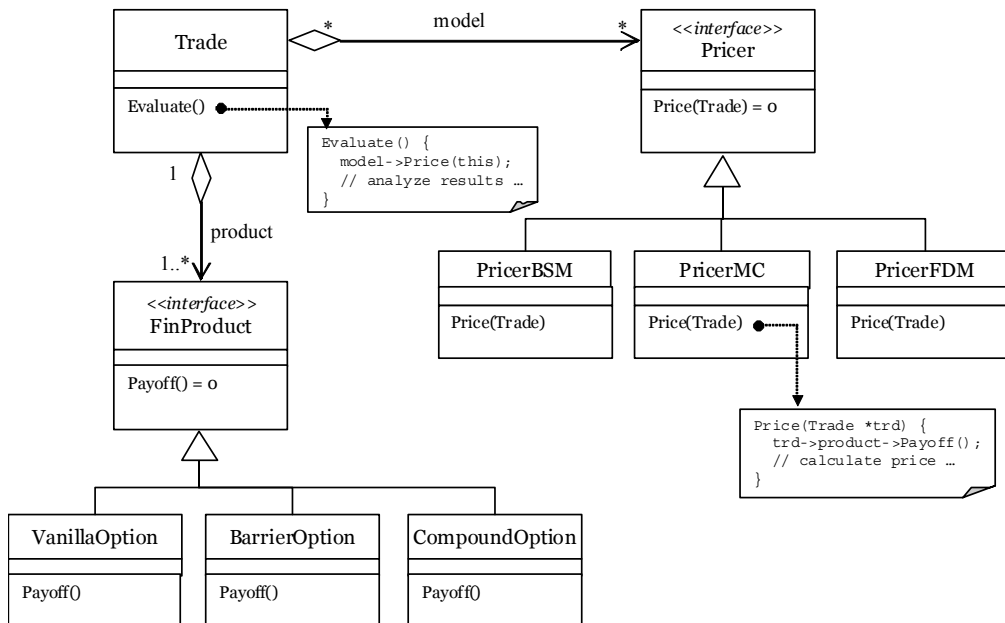 Trade
Evaluate()
*
model
*
<<interface>>
Pricer
Price(Trade) = 0
Evaluate() {
model->Price(this);
// analyze results …
}
1
product
1..*
<<interface>>
FinProduct
Payoff() = 0
PricerBSM
Price(Trade)
PricerMC
Price(Trade)
PricerFDM
Price(Trade)
Price(Trade *trd) {
trd->product->Payoff();
// calculate price …
}
VanillaOption
Payoff()
BarrierOption
Payoff()
CompoundOption
Payoff()